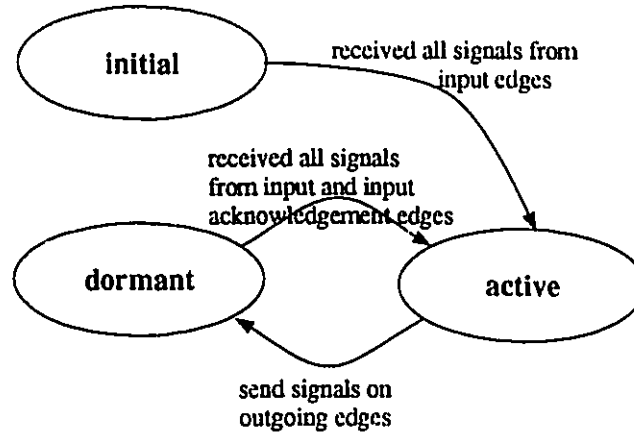 initial
received all signals from
input edges
received all signals
from input and input
acknowledgement edges
dormant
active
send signals on
outgoing edges